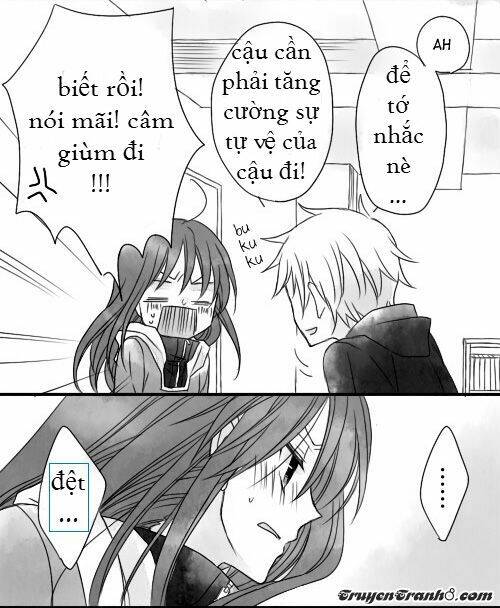 AH
để
tớ
nhắc
nè
...
cậu cần
phải tăng
cường sự
tự vệ của
cậu đi!
biết rồi!
nói mãi! câm
giùm đi
!!!
bu
ku
ku
......
đệt
...
TruyenTranh8.com